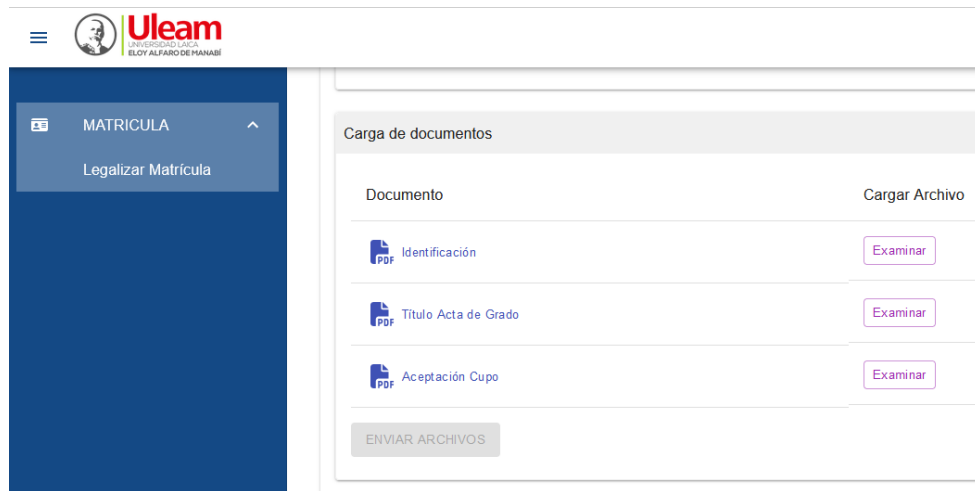 Uleam
UNIVERSIDAD LAICA
ELOY ALFARO DE MANABÍ
MATRICULA
Legalizar Matrícula
Carga de documentos
Documento Cargar Archivo
PDF Identificación Examinar
PDF Título Acta de Grado Examinar
PDF Aceptación Cupo Examinar
ENVIAR ARCHIVOS